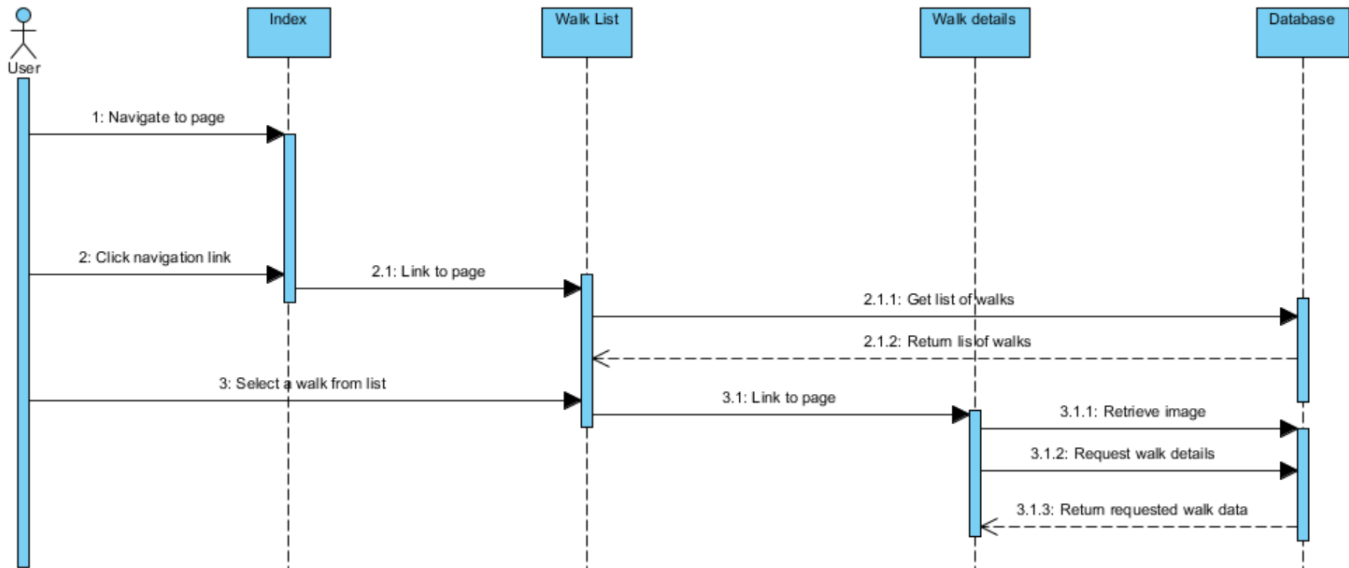 Index
Walk List
Walk details
Database
User
1: Navigate to page
2: Click navigation link
2.1: Link to page
2.1.1: Get list of walks
2.1.2: Return lis of walks
3: Select a walk from list
3.1: Link to page
3.1.1: Retrieve image
3.1.2: Request walk details
3.1.3: Return requested walk data